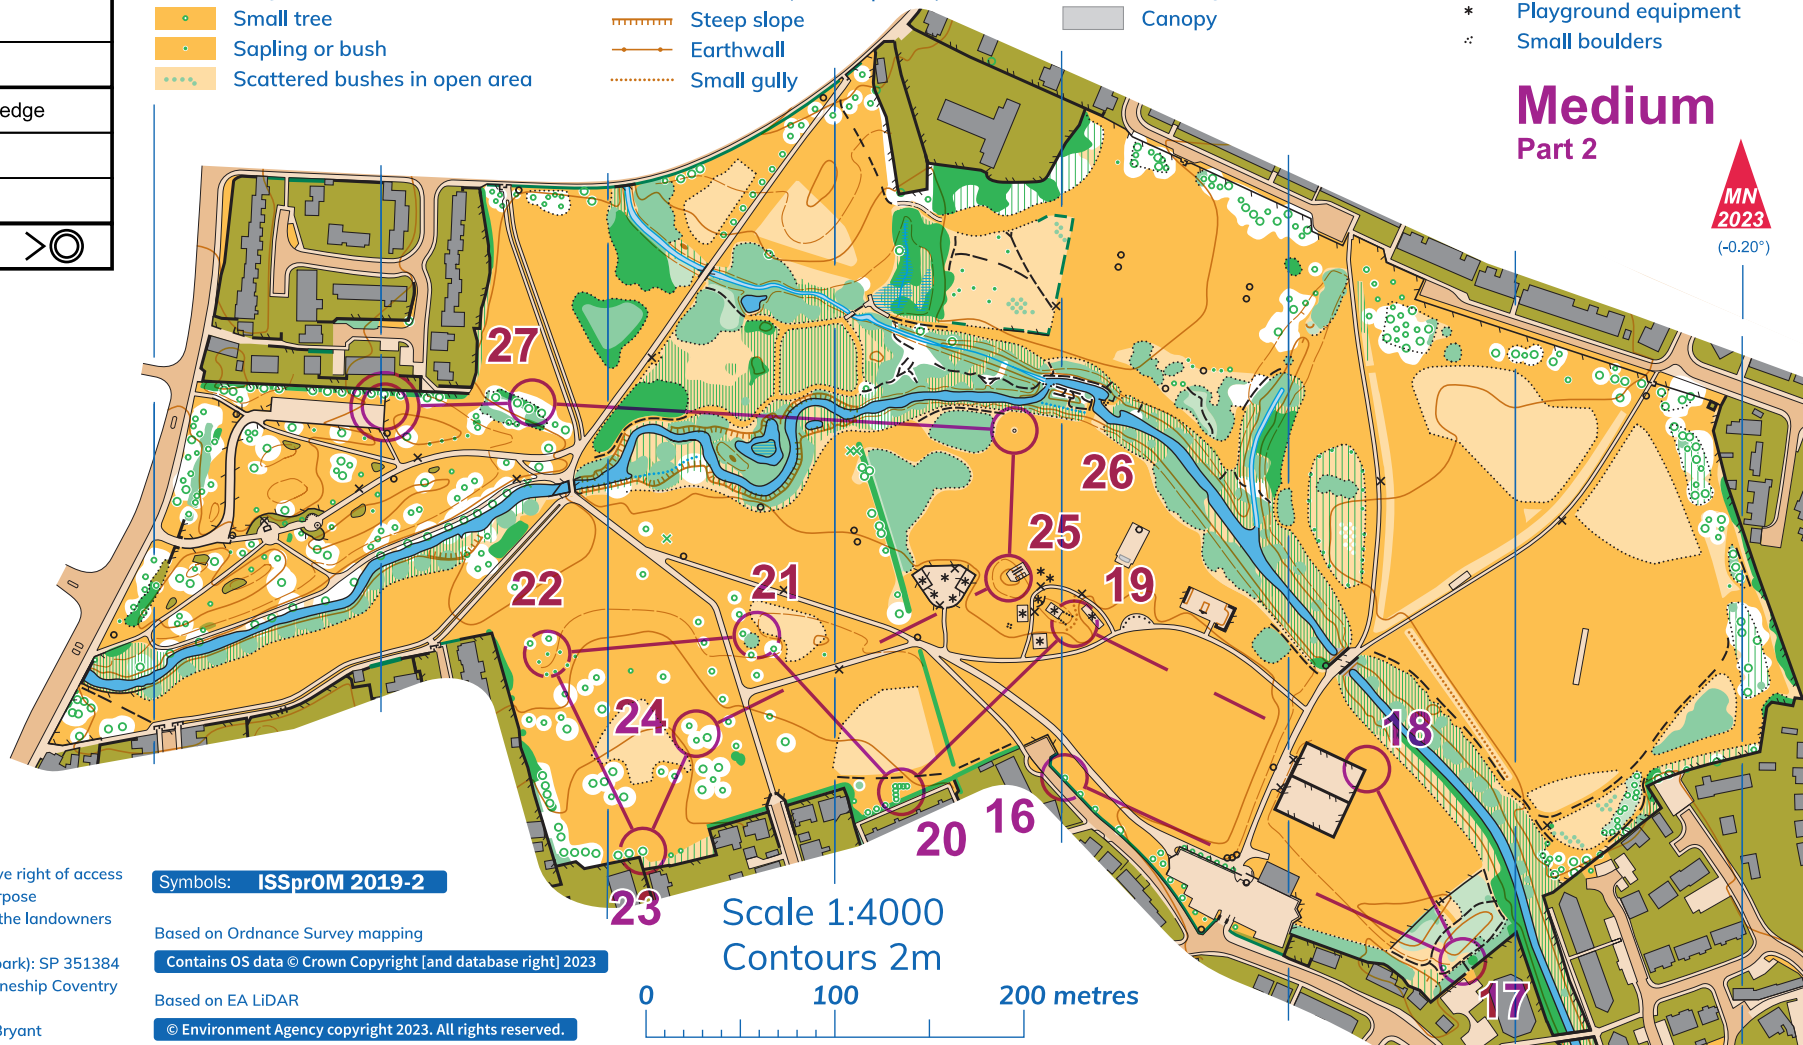 Small tree
Sapling or bush
Scattered bushes in open area
Steep slope
Earthwall
Small gully
Canopy
Playground equipment
Small boulders
edge
Medium
Part 2
MN
2023
(-0.20°)
27
26
25
19
22
21
24
18
20
16
23
17
ve right of access
rpose
the landowners
park): SP 351384
neship Coventry
Bryant
Symbols: ISSprOM 2019-2
Based on Ordnance Survey mapping
Contains OS data © Crown Copyright [and database right] 2023
Based on EA LiDAR
© Environment Agency copyright 2023. All rights reserved.
Scale 1:4000
Contours 2m
0 100 200 metres